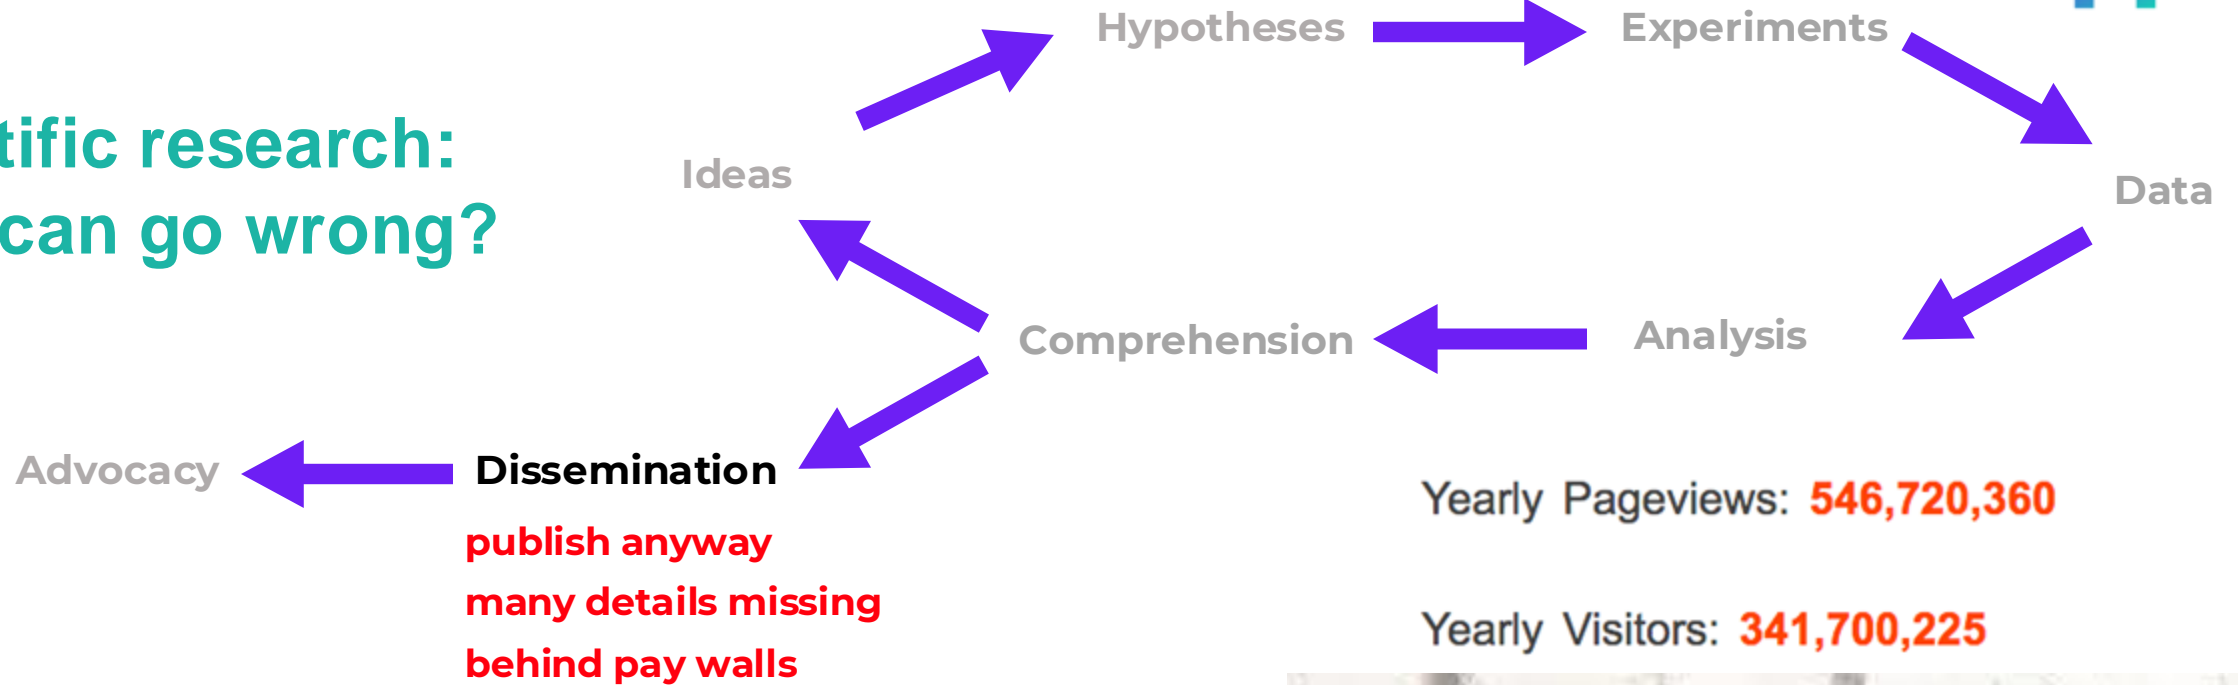 Hypotheses
Experiments
tific research:
can go wrong?
Ideas
Data
Comprehension
Analysis
Advocacy
Dissemination
publish anyway
many details missing
behind pay walls
Yearly Pageviews: 546,720,360
Yearly Visitors: 341,700,225